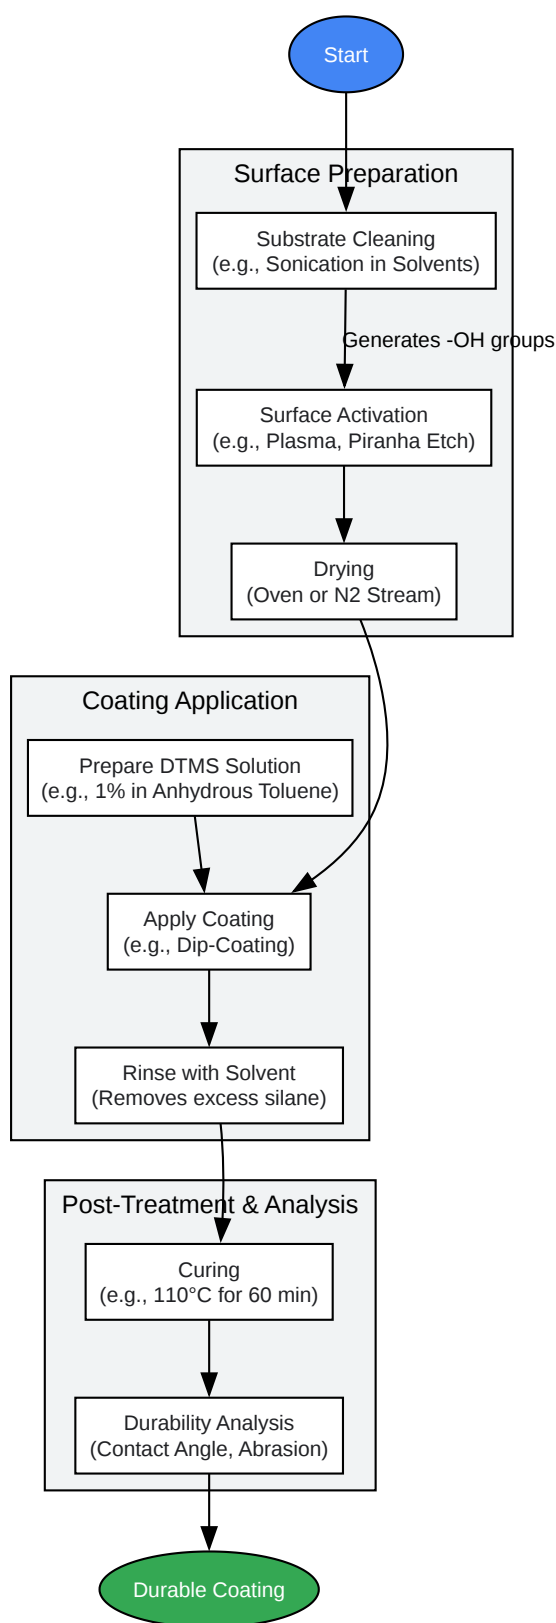 Start
Surface Preparation
Substrate Cleaning
(e.g., Sonication in Solvents)
Generates -OH groups
Surface Activation
(e.g., Plasma, Piranha Etch)
Drying
(Oven or N2 Stream)
Coating Application
Prepare DTMS Solution
(e.g., 1% in Anhydrous Toluene)
Apply Coating
(e.g., Dip-Coating)
Rinse with Solvent
(Removes excess silane)
Post-Treatment & Analysis
Curing
(e.g., 110°C for 60 min)
Durability Analysis
(Contact Angle, Abrasion)
Durable Coating